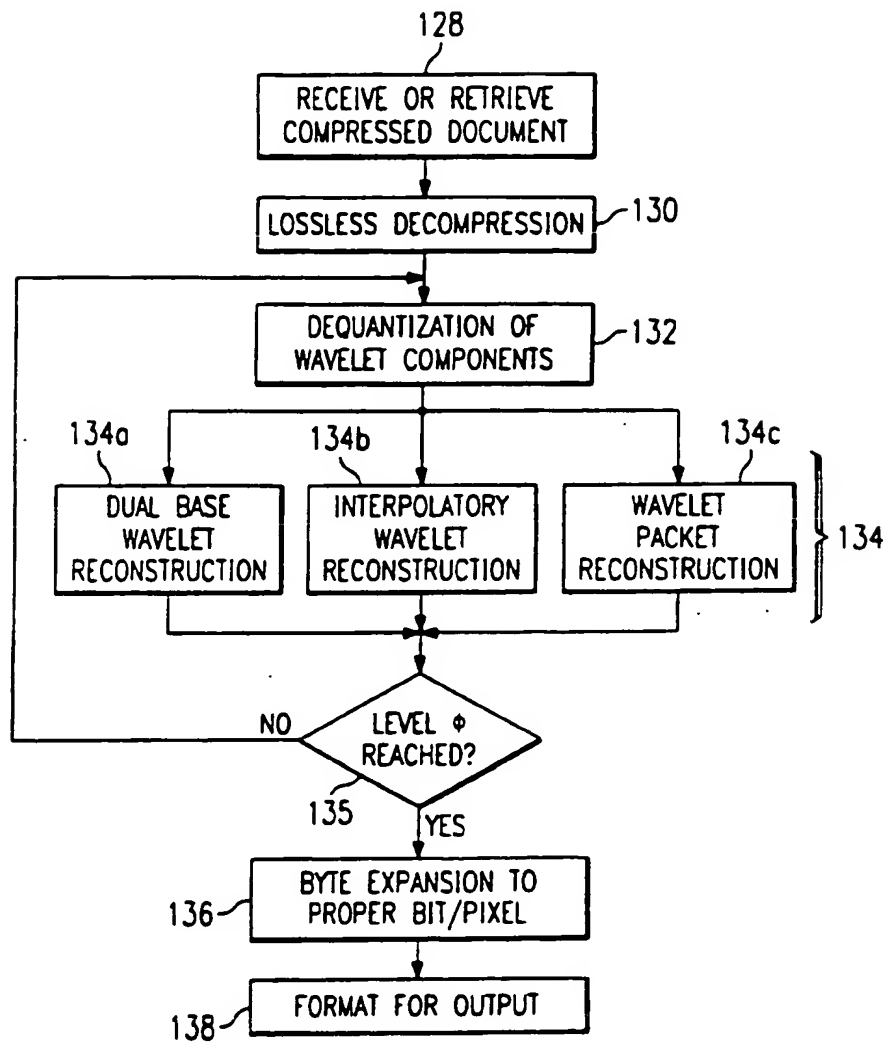 128
RECEIVE OR RETRIEVE
COMPRESSED DOCUMENT
LOSSLESS DECOMPRESSION
130
DEQUANTIZATION OF
WAVELET COMPONENTS
132
134a
134b
134c
DUAL BASE
WAVELET
RECONSTRUCTION
INTERPOLATORY
WAVELET
RECONSTRUCTION
WAVELET
PACKET
RECONSTRUCTION
134
NO
LEVEL ϕ
REACHED?
135
YES
BYTE EXPANSION TO
PROPER BIT/PIXEL
136
FORMAT FOR OUTPUT
138